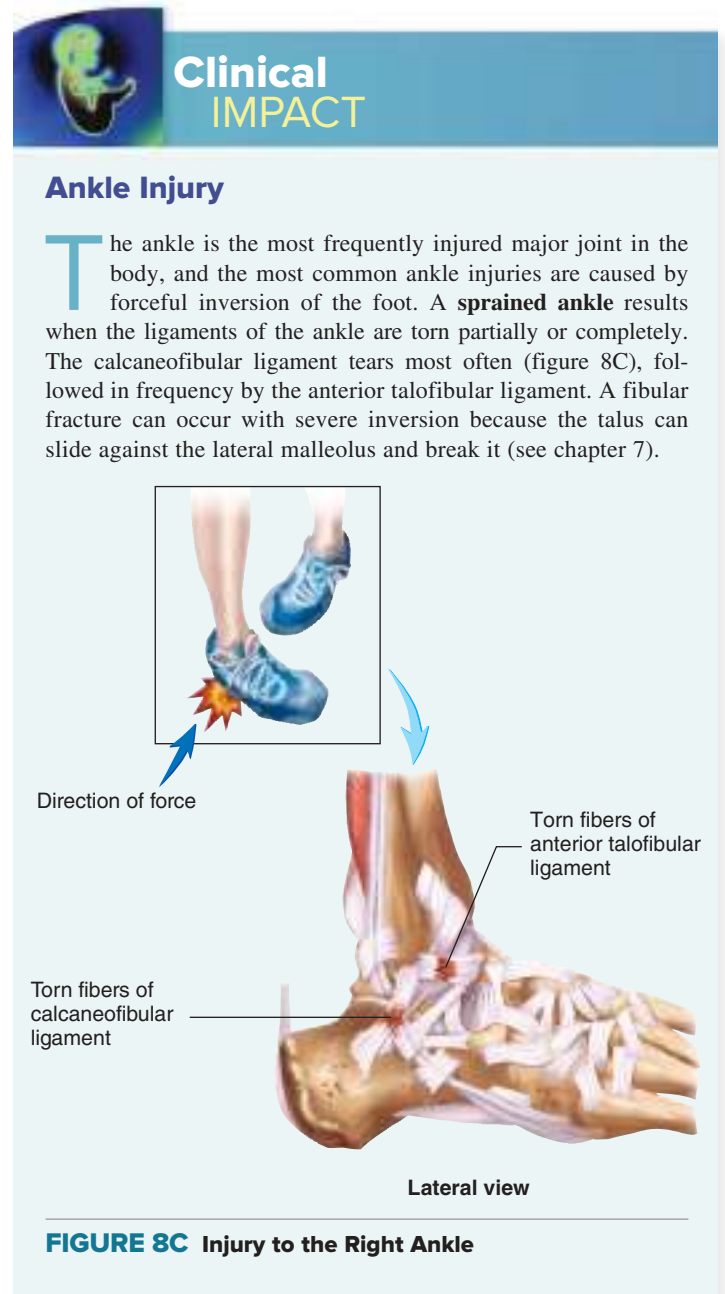 Clinical
IMPACT
Ankle Injury
The ankle is the most frequently injured major joint in the
body, and the most common ankle injuries are caused by
forceful inversion of the foot. A sprained ankle results
when the ligaments of the ankle are torn partially or completely.
The calcaneofibular ligament tears most often (figure 8C), fol-
lowed in frequency by the anterior talofibular ligament. A fibular
fracture can occur with severe inversion because the talus can
slide against the lateral malleolus and break it (see chapter 7).
Direction of force
Torn fibers of
anterior talofibular
ligament
Torn fibers of
calcaneofibular
ligament
Lateral view
FIGURE 8C Injury to the Right Ankle